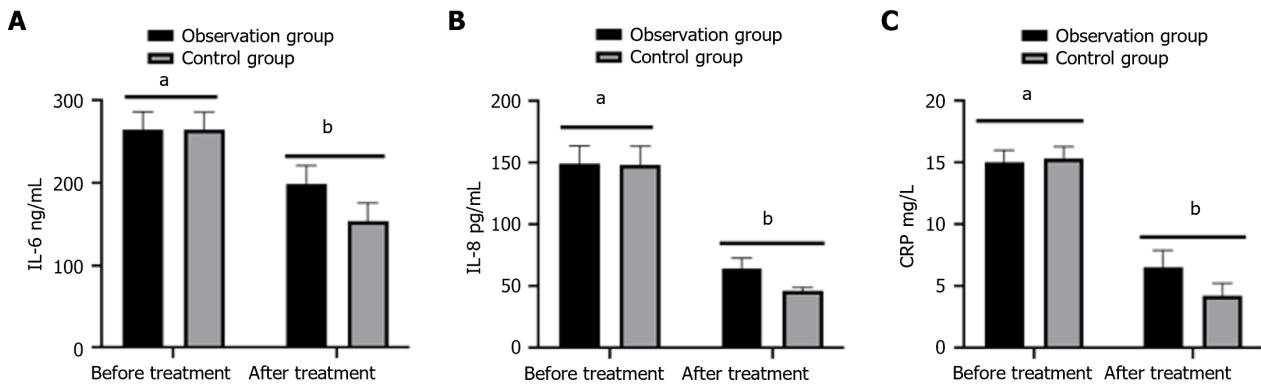 A
Observation group
Control group
a
b
IL-6 ng/mL
300
200
100
0
Before treatment
After treatment
B
Observation group
Control group
a
b
IL-8 pg/mL
200
150
100
50
0
Before treatment
After treatment
C
Observation group
Control group
a
b
CRP mg/L
20
15
10
5
0
Before treatment
After treatment